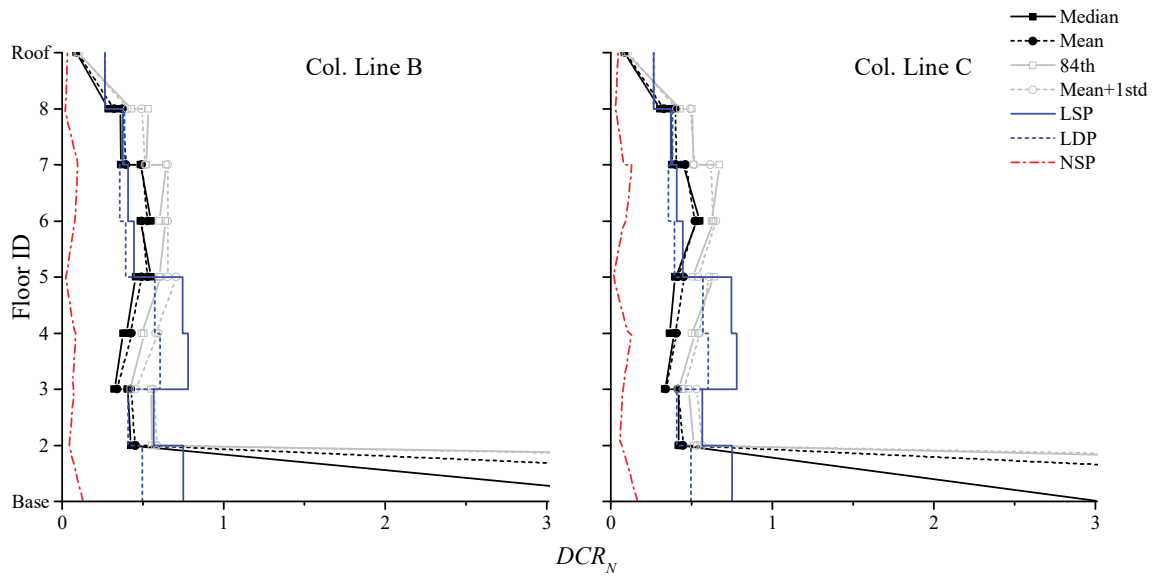 Median
Mean
84th
Mean+1std
LSP
LDP
NSP
Col. Line B
Col. Line C
Floor ID
Roof
8
7
6
5
4
3
2
Base
0 1 2 3
0 1 2 3
DCR_N